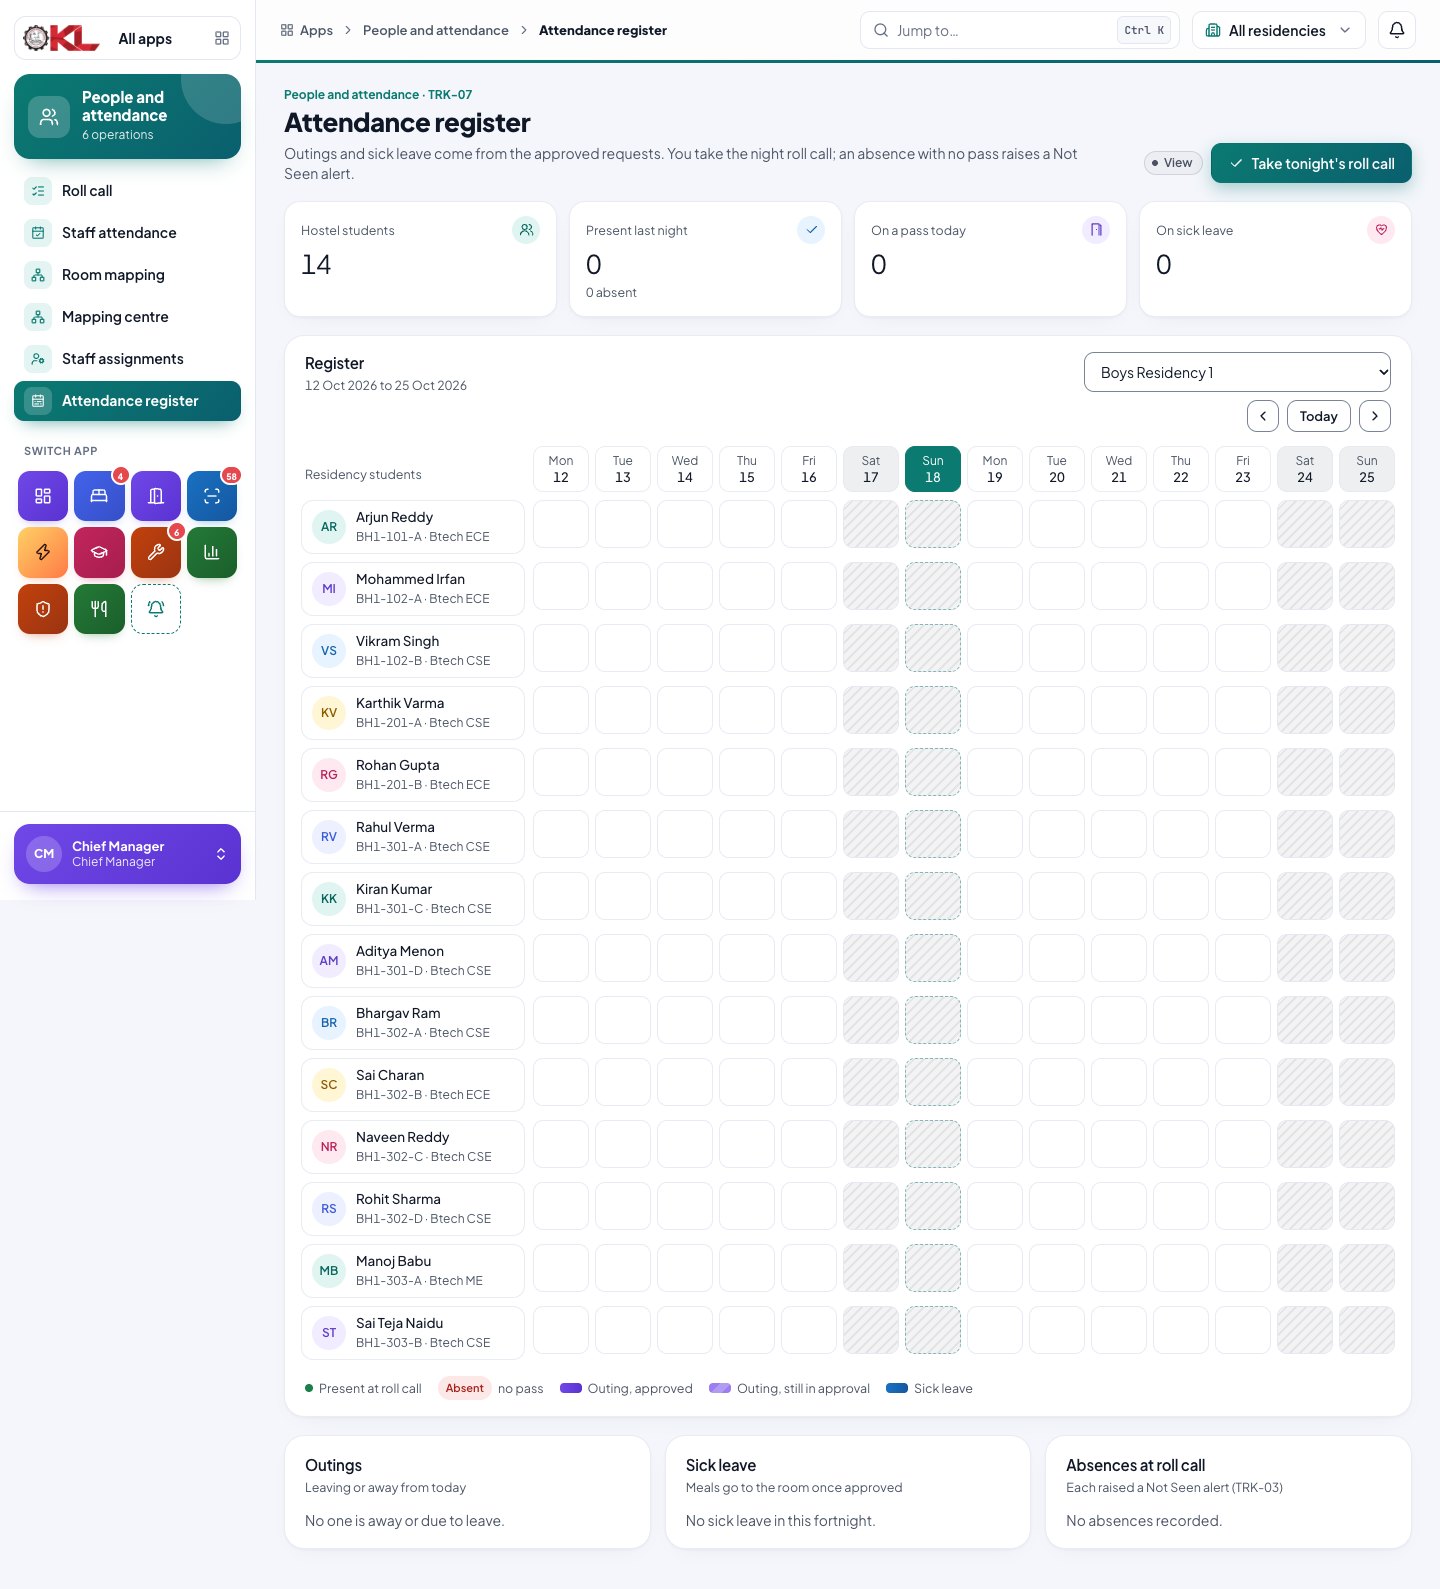 KL
All apps
People and
attendance
6 operations
Roll call
Staff attendance
Room mapping
Mapping centre
Staff assignments
Attendance register
SWITCH APP
4
58
6
CM
Chief Manager
Chief Manager
Apps
People and attendance
Attendance register
Jump to…
Ctrl K
All residencies
People and attendance · TRK-07
Attendance register
Outings and sick leave come from the approved requests. You take the night roll call; an absence with no pass raises a Not
Seen alert.
View
Take tonight's roll call
Hostel students
14
Present last night
0
0 absent
On a pass today
0
On sick leave
0
Register
12 Oct 2026 to 25 Oct 2026
Boys Residency 1
Today
Residency students
Mon 12
Tue 13
Wed 14
Thu 15
Fri 16
Sat 17
Sun 18
Mon 19
Tue 20
Wed 21
Thu 22
Fri 23
Sat 24
Sun 25
AR
Arjun Reddy
BH1-101-A · Btech ECE
MI
Mohammed Irfan
BH1-102-A · Btech ECE
VS
Vikram Singh
BH1-102-B · Btech CSE
KV
Karthik Varma
BH1-201-A · Btech CSE
RG
Rohan Gupta
BH1-201-B · Btech ECE
RV
Rahul Verma
BH1-301-A · Btech CSE
KK
Kiran Kumar
BH1-301-C · Btech CSE
AM
Aditya Menon
BH1-301-D · Btech CSE
BR
Bhargav Ram
BH1-302-A · Btech CSE
SC
Sai Charan
BH1-302-B · Btech ECE
NR
Naveen Reddy
BH1-302-C · Btech CSE
RS
Rohit Sharma
BH1-302-D · Btech CSE
MB
Manoj Babu
BH1-303-A · Btech ME
ST
Sai Teja Naidu
BH1-303-B · Btech CSE
Present at roll call
Absent no pass
Outing, approved
Outing, still in approval
Sick leave
Outings
Leaving or away from today
No one is away or due to leave.
Sick leave
Meals go to the room once approved
No sick leave in this fortnight.
Absences at roll call
Each raised a Not Seen alert (TRK-03)
No absences recorded.